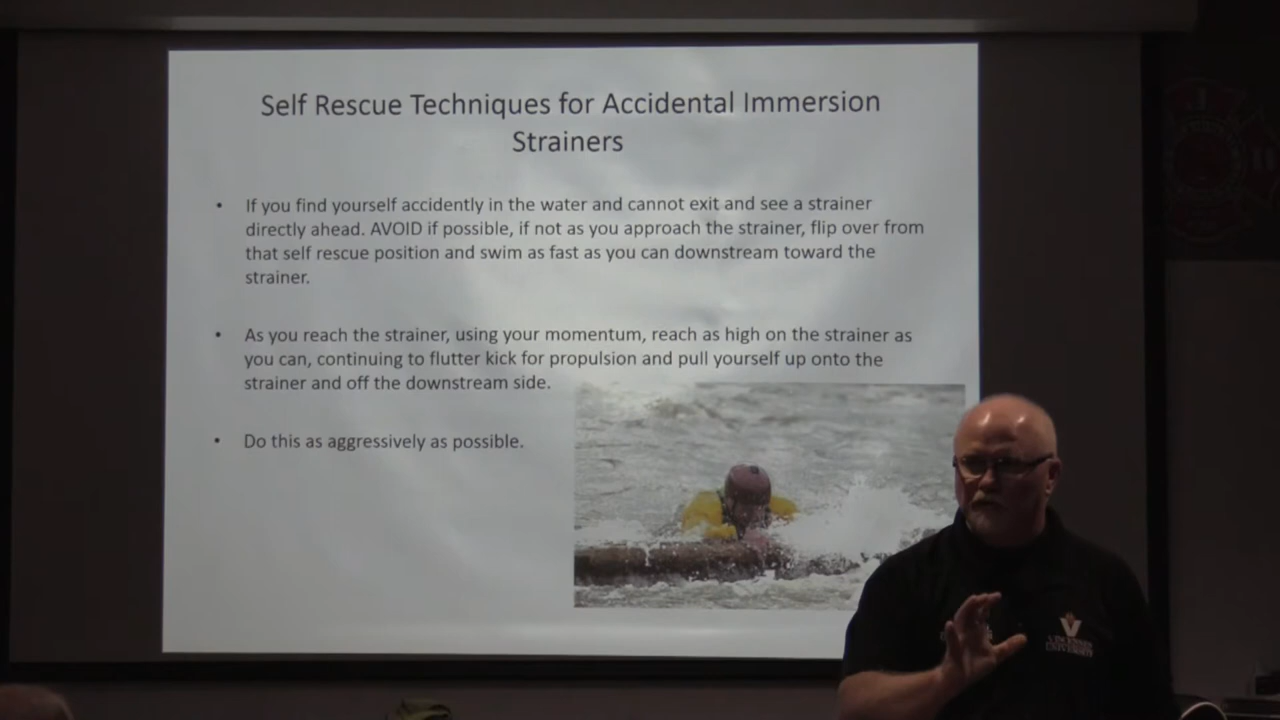 Self Rescue Techniques for Accidental Immersion
Strainers
• If you find yourself accidently in the water and cannot exit and see a strainer
directly ahead. AVOID if possible, if not as you approach the strainer, flip over from
that self rescue position and swim as fast as you can downstream toward the
strainer.
• As you reach the strainer, using your momentum, reach as high on the strainer as
you can, continuing to flutter kick for propulsion and pull yourself up onto the
strainer and off the downstream side.
• Do this as aggressively as possible.
V
VINCENNES
UNIVERSITY